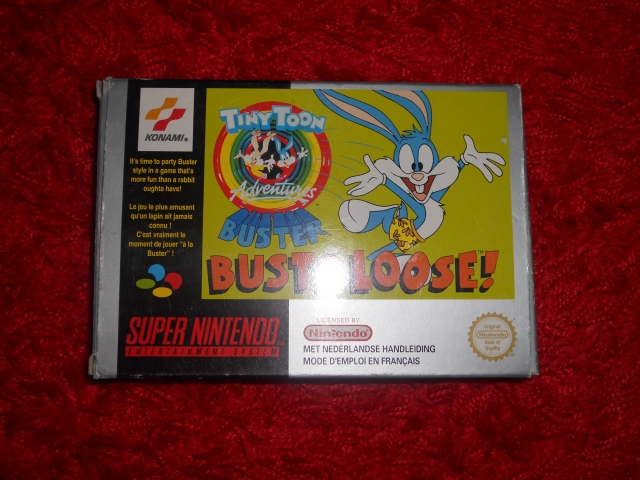 KONAMI®
It's time to party Buster
style in a game that's
more fun than a rabbit
oughta have!
Le jeu le plus amusant
qu'un lapin ait jamais
connu !
C'est vraiment le
moment de jouer "à la
Buster" !
TINY TOON
Adventures
BUSTER
BUSTS LOOSE!™
SUPER NINTENDO
ENTERTAINMENT SYSTEM
LICENSED BY
Nintendo
MET NEDERLANDSE HANDLEIDING
MODE D'EMPLOI EN FRANÇAIS
Original
Nintendo
Seal of
Quality